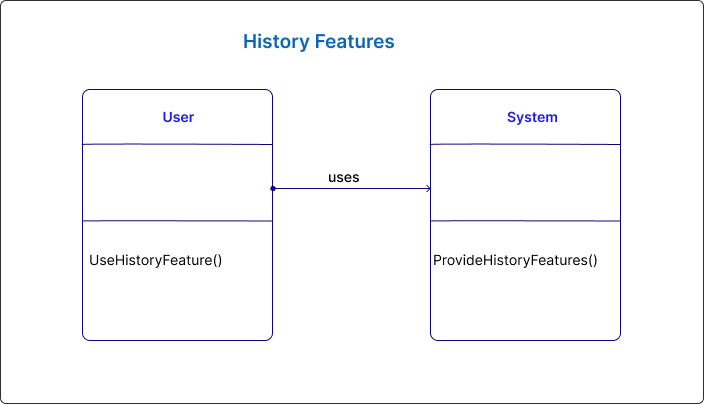 History Features
User
System
uses
UseHistoryFeature()
ProvideHistoryFeatures()